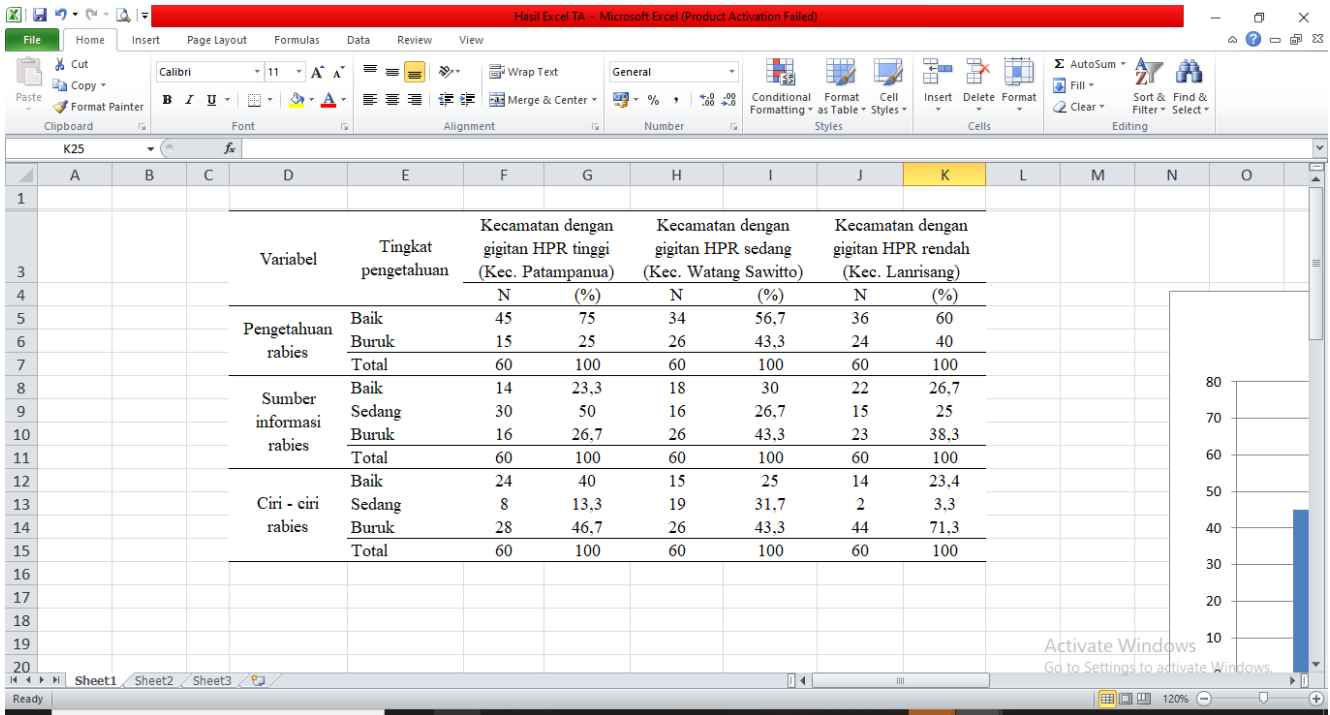 Hasil Excel TA - Microsoft Excel (Product Activation Failed)
File Home Insert Page Layout Formulas Data Review View
Paste
Cut
Copy
Format Painter
Clipboard
Calibri 11
B I U
Font
Wrap Text
Merge & Center
Alignment
General
% ,
Number
Conditional Formatting
Format as Table
Cell Styles
Styles
Insert Delete Format
Cells
Σ AutoSum
Fill
Clear
Sort & Filter
Find & Select
Editing
K25 fx
A B C D E F G H I J K L M N O
1
3
Variabel
Tingkat
pengetahuan
Kecamatan dengan
gigitan HPR tinggi
(Kec. Patampanua)
Kecamatan dengan
gigitan HPR sedang
(Kec. Watang Sawitto)
Kecamatan dengan
gigitan HPR rendah
(Kec. Lanrisang)
4 N (%) N (%) N (%)
Pengetahuan
rabies
5 Baik 45 75 34 56,7 36 60
6 Buruk 15 25 26 43,3 24 40
7 Total 60 100 60 100 60 100
Sumber
informasi
rabies
8 Baik 14 23,3 18 30 22 26,7
9 Sedang 30 50 16 26,7 15 25
10 Buruk 16 26,7 26 43,3 23 38,3
11 Total 60 100 60 100 60 100
Ciri - ciri
rabies
12 Baik 24 40 15 25 14 23,4
13 Sedang 8 13,3 19 31,7 2 3,3
14 Buruk 28 46,7 26 43,3 44 71,3
15 Total 60 100 60 100 60 100
16
17
18
19
20
80
70
60
50
40
30
20
10
Activate Windows
Go to Settings to activate Windows.
Sheet1 Sheet2 Sheet3
Ready 120%